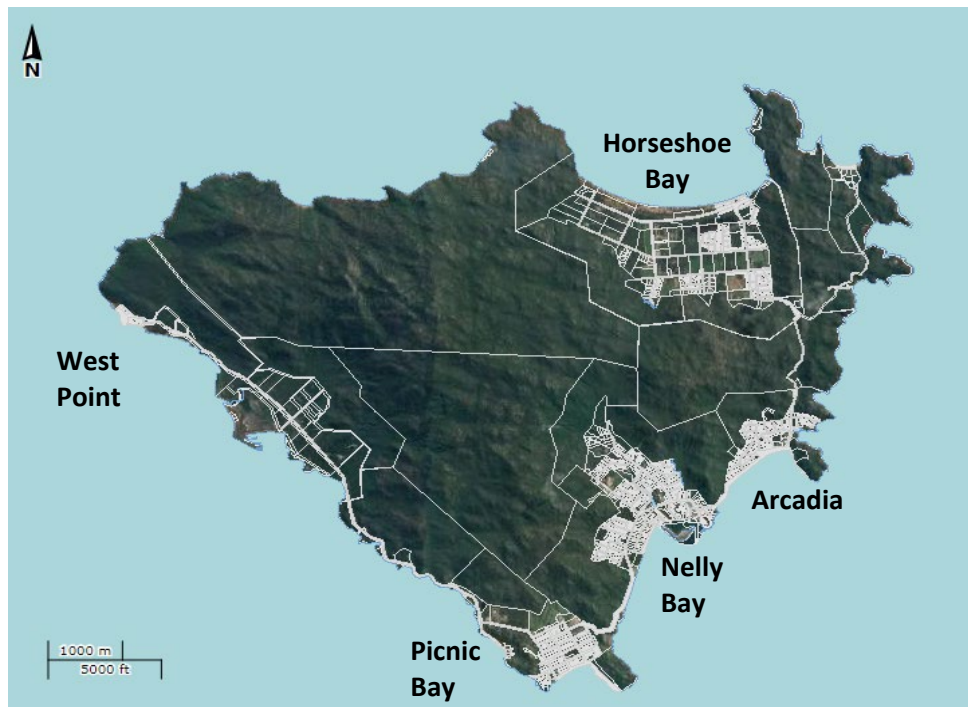 N
Horseshoe
Bay
West
Point
Arcadia
Nelly
Bay
Picnic
Bay
1000 m
5000 ft